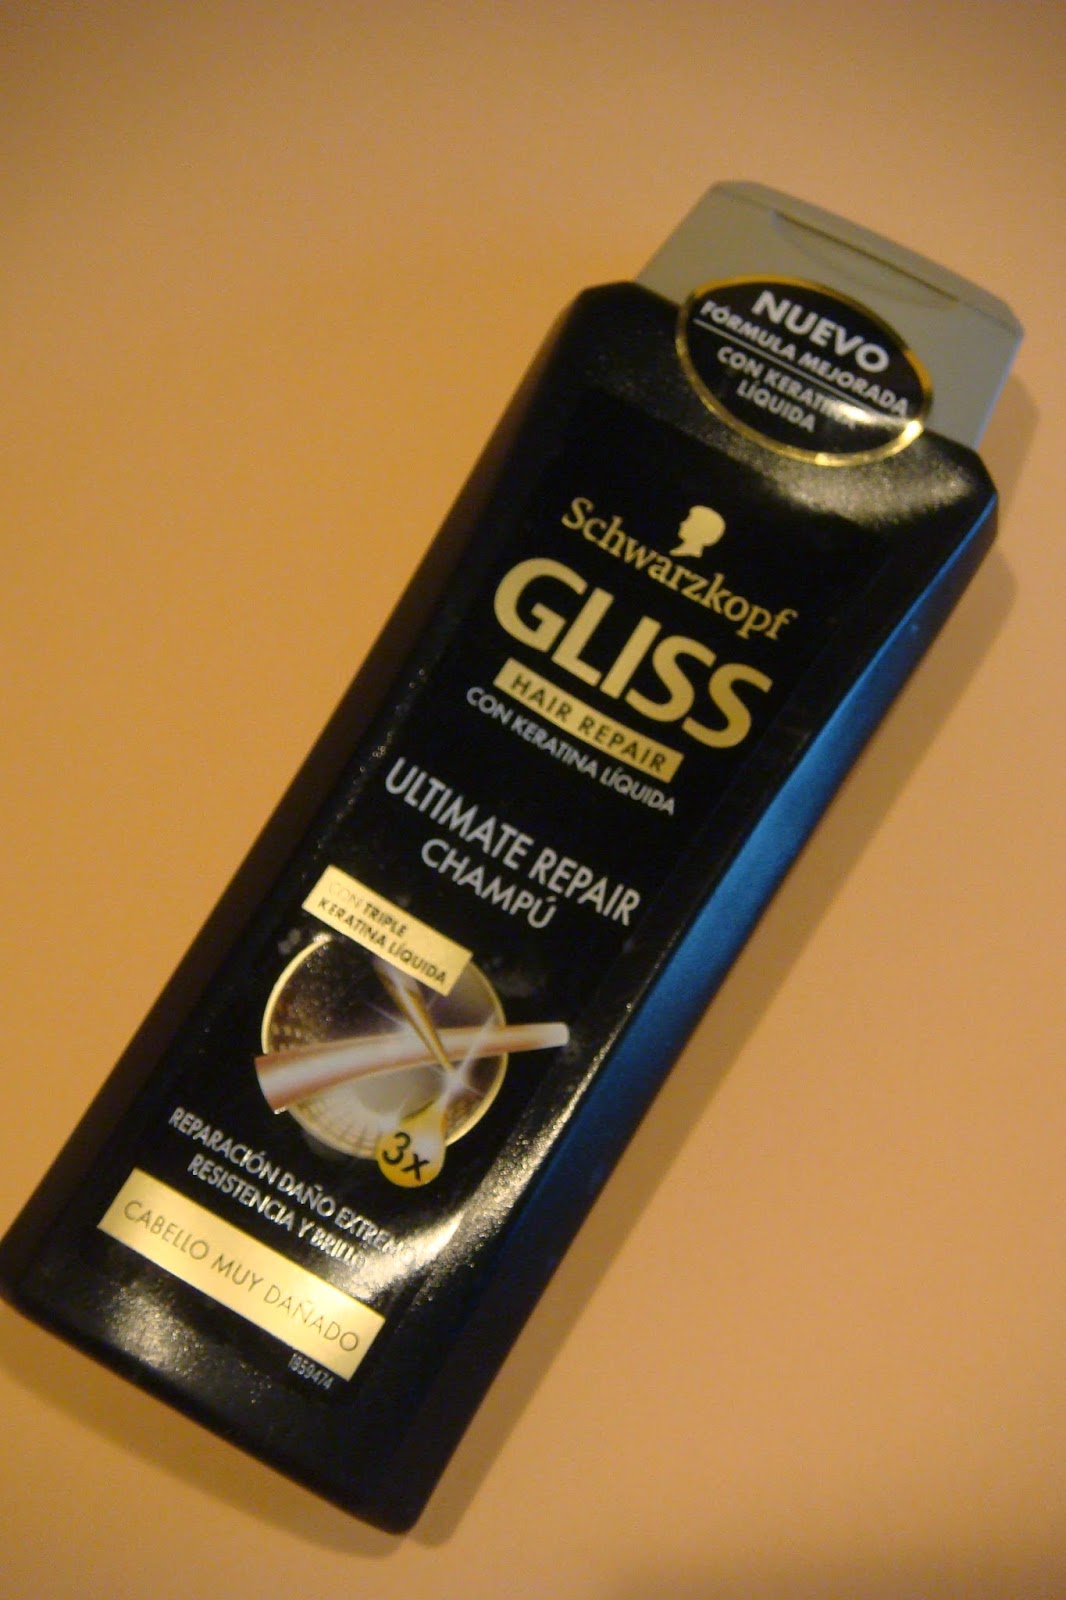 NUEVO
FÓRMULA MEJORADA
CON KERATINA
LÍQUIDA
Schwarzkopf
GLISS
HAIR REPAIR
CON KERATINA LÍQUIDA
ULTIMATE REPAIR
CHAMPÚ
CON TRIPLE
KERATINA LÍQUIDA
3x
REPARACIÓN DAÑO EXTREMO
RESISTENCIA Y BRILLO
CABELLO MUY DAÑADO
1959474